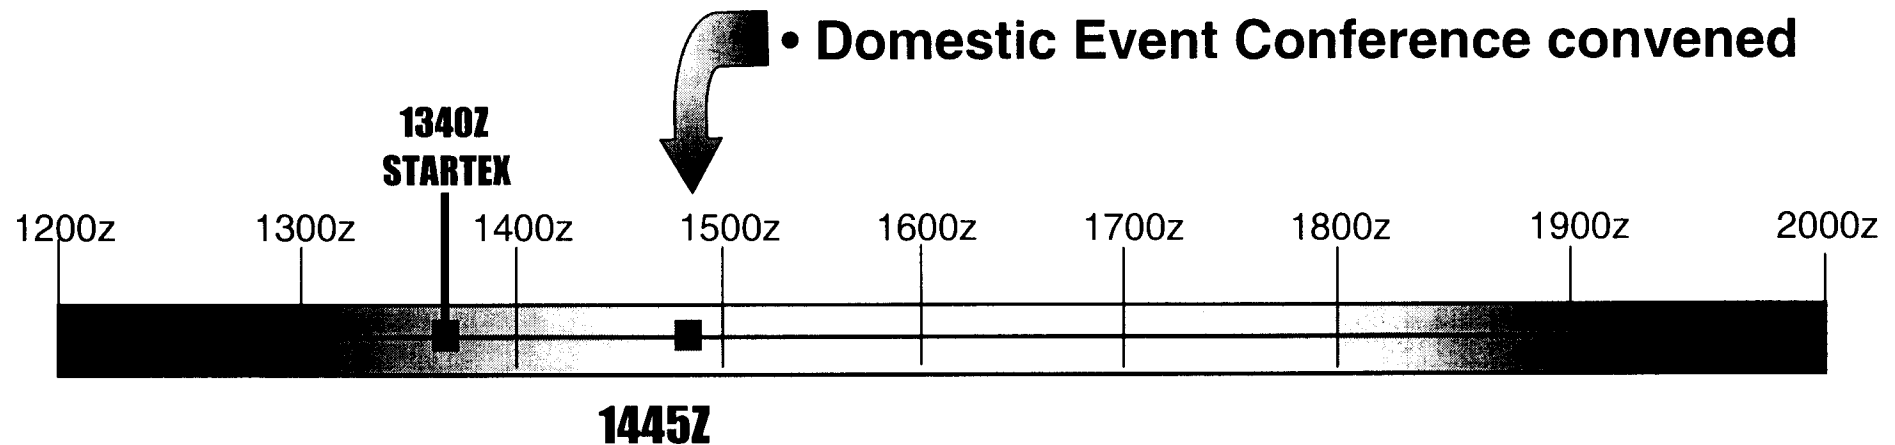 • Domestic Event Conference convened
1340Z
STARTEX
1200z 1300z 1400z 1500z 1600z 1700z 1800z 1900z 2000z
1445Z